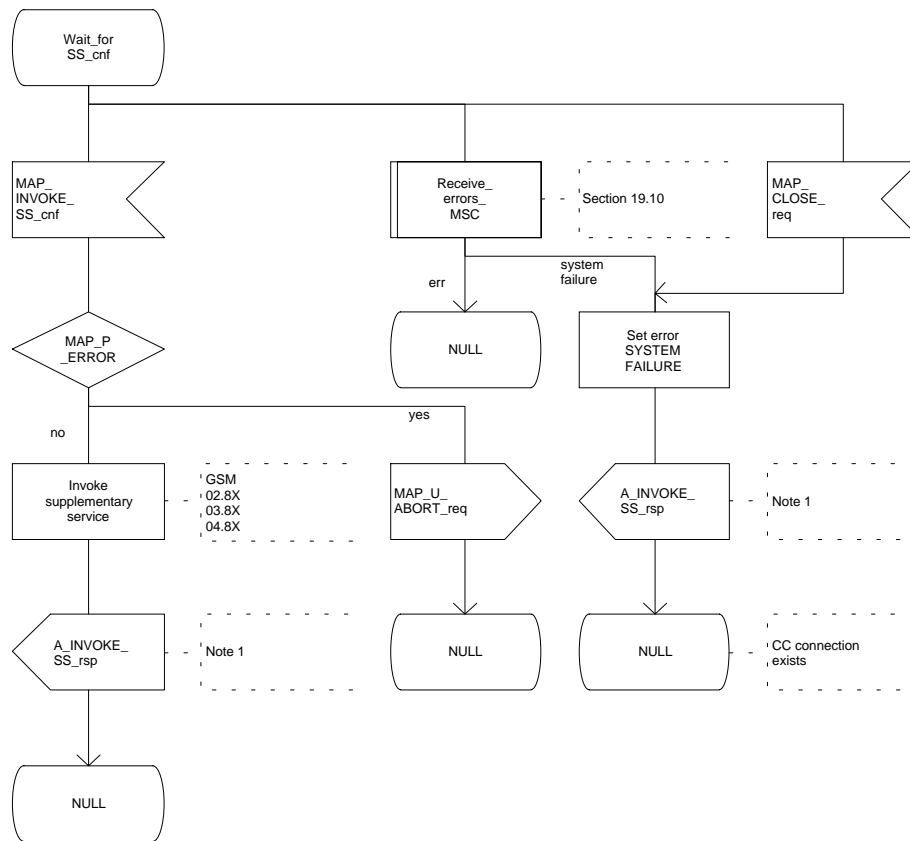 Wait_for
SS_cnf
MAP_
INVOKE_
SS_cnf
Receive_
errors_
MSC
Section 19.10
MAP_
CLOSE_
req
err
system
failure
MAP_P
_ERROR
NULL
Set error
SYSTEM
FAILURE
no
yes
Invoke
supplementary
service
GSM
02.8X
03.8X
04.8X
MAP_U_
ABORT_req
A_INVOKE_
SS_rsp
Note 1
A_INVOKE_
SS_rsp
Note 1
NULL
NULL
CC connection
exists
NULL